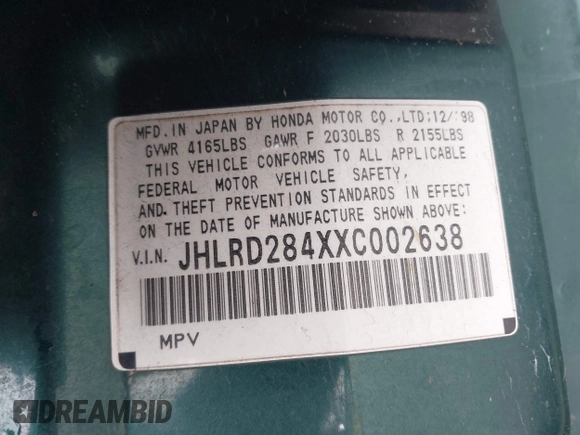 MFD. IN JAPAN BY HONDA MOTOR CO.,LTD:12/'98
GVWR 4165LBS GAWR F 2030LBS R 2155LBS
THIS VEHICLE CONFORMS TO ALL APPLICABLE
FEDERAL MOTOR VEHICLE SAFETY,
AND THEFT PREVENTION STANDARDS IN EFFECT
ON THE DATE OF MANUFACTURE SHOWN ABOVE:
V.I.N. JHLRD284XXC002638
MPV
DREAMBID